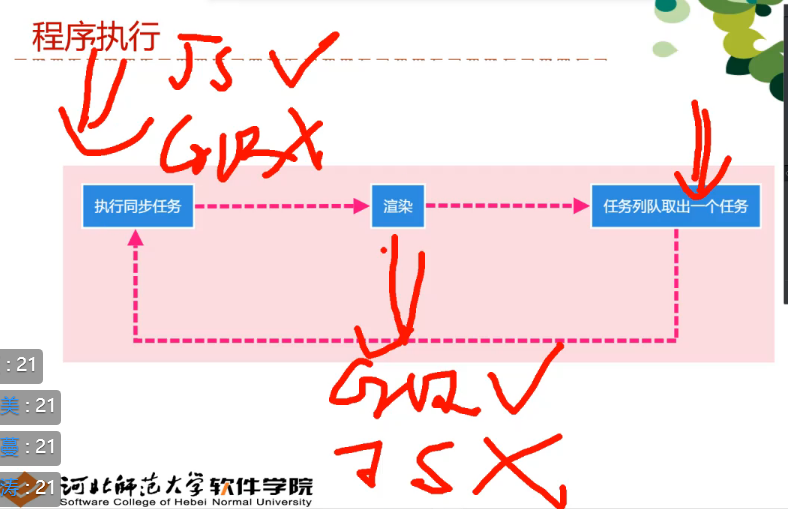 程序执行
JS √
GUI X
执行同步任务
渲染
任务列队取出一个任务
GUI √
JS X
: 21
美 : 21
蔓 : 21
涛 : 21
河北师范大学软件学院
Software College of Hebei Normal University